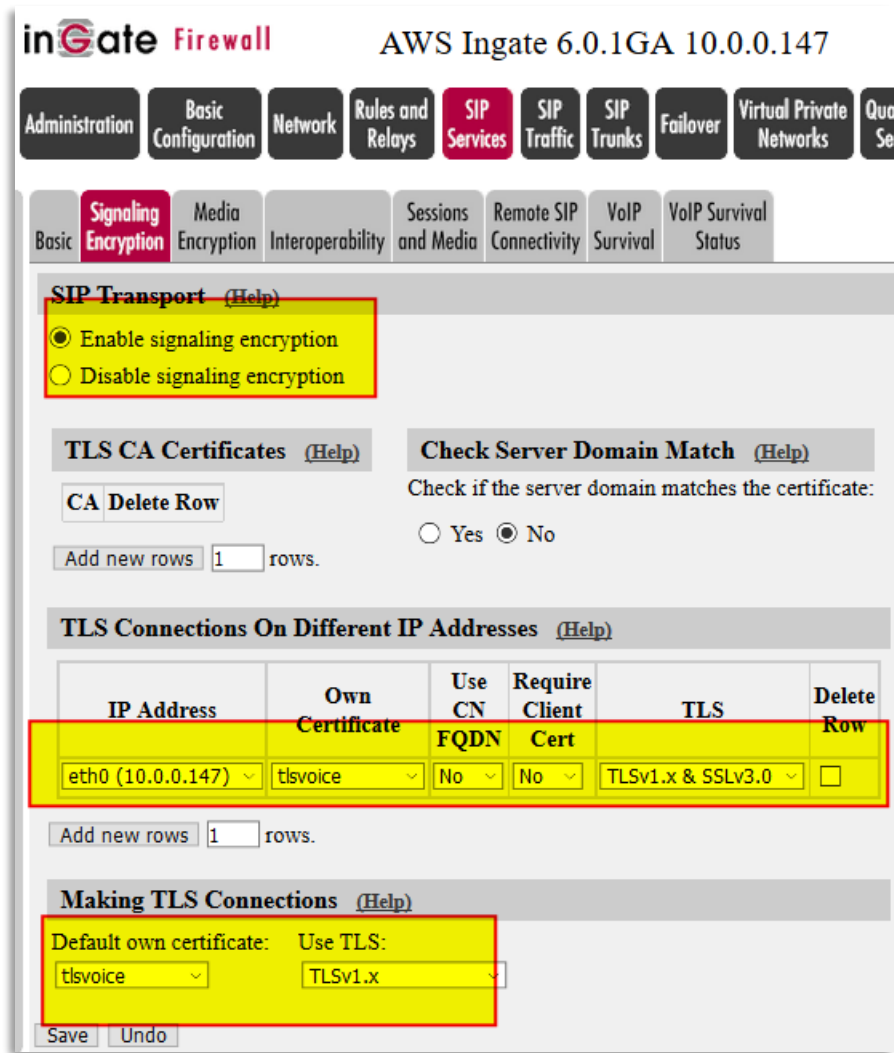 inGate Firewall AWS Ingate 6.0.1GA 10.0.0.147
Administration Basic Configuration Network Rules and Relays SIP Services SIP Traffic SIP Trunks Failover Virtual Private Networks
Basic Signaling Encryption Media Encryption Interoperability Sessions and Media Remote SIP Connectivity VoIP Survival VoIP Survival Status
SIP Transport (Help)
Enable signaling encryption
Disable signaling encryption
TLS CA Certificates (Help) Check Server Domain Match (Help)
Check if the server domain matches the certificate:
CA Delete Row
Yes No
Add new rows 1 rows.
TLS Connections On Different IP Addresses (Help)
IP Address Own Certificate Use CN FQDN Require Client Cert TLS Delete Row
eth0 (10.0.0.147) tlsvoice No No TLSv1.x & SSLv3.0
Add new rows 1 rows.
Making TLS Connections (Help)
Default own certificate: Use TLS:
tlsvoice TLSv1.x
Save Undo